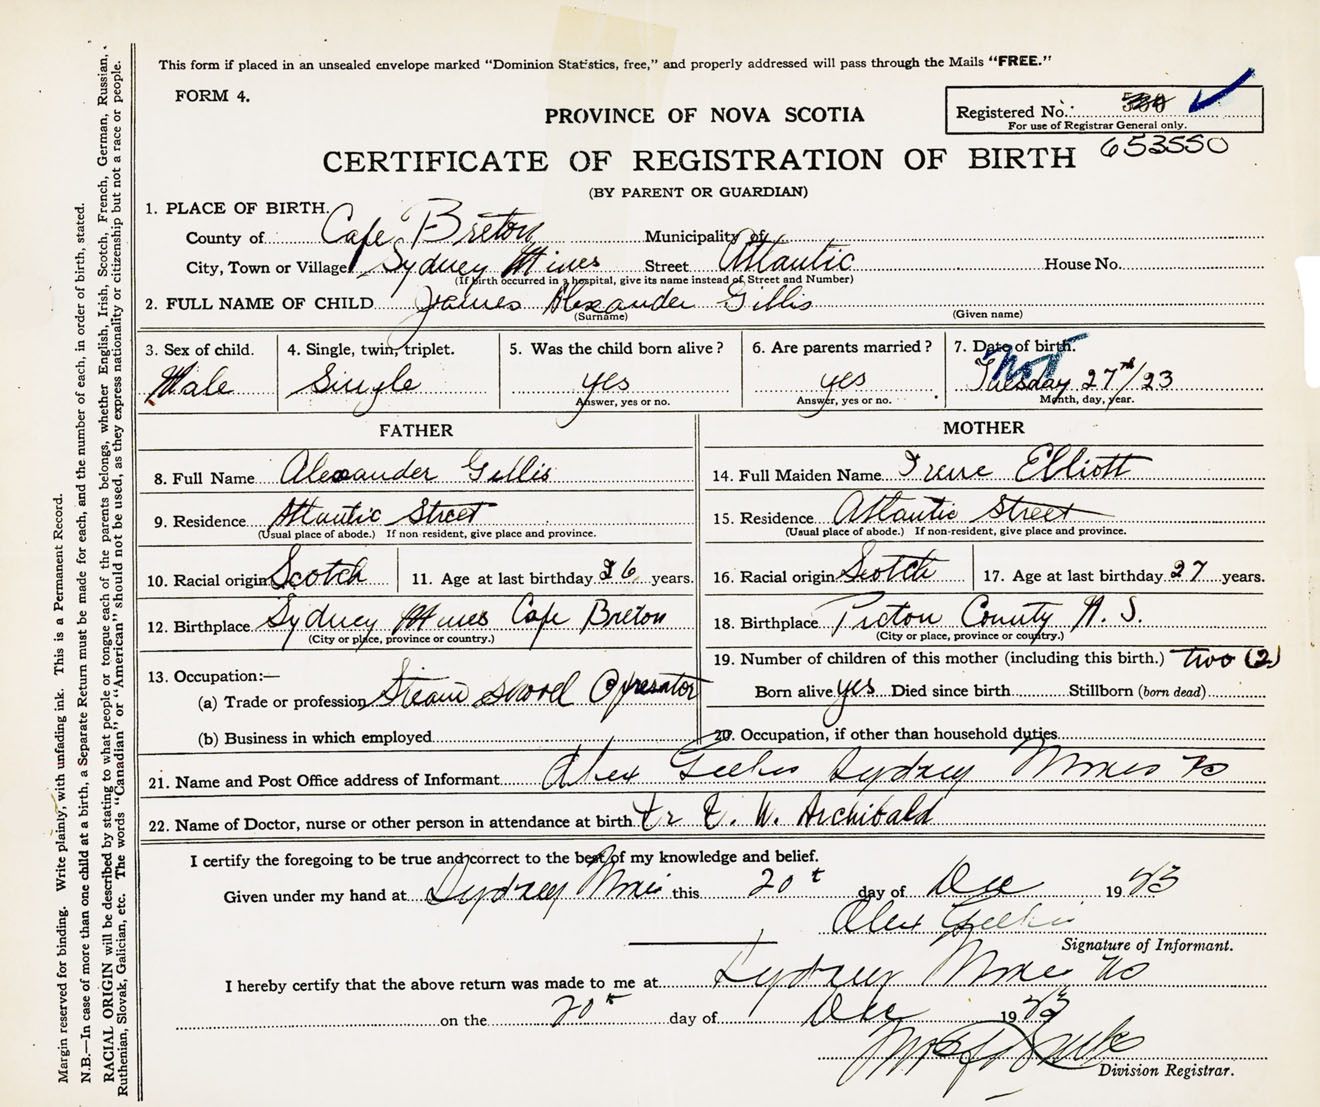 This form if placed in an unsealed envelope marked "Dominion Statistics, free," and properly addressed will pass through the Mails "FREE."
FORM 4.
PROVINCE OF NOVA SCOTIA
Registered No.
For use of Registrar General only.
653550
CERTIFICATE OF REGISTRATION OF BIRTH
(BY PARENT OR GUARDIAN)
1. PLACE OF BIRTH.
County of Cape Breton Municipality of
City, Town or Village Sydney Mines Street Atlantic House No.
(If birth occurred in a hospital, give its name instead of Street and Number)
2. FULL NAME OF CHILD James Alexander Gillis
(Surname) (Given name)
3. Sex of child. Male
4. Single, twin, triplet. Single
5. Was the child born alive? yes
Answer, yes or no.
6. Are parents married? yes
Answer, yes or no.
7. Date of birth. Nov
Tuesday 27th/23
Month, day, year.
FATHER
8. Full Name Alexander Gillis
9. Residence Atlantic Street
(Usual place of abode.) If non-resident, give place and province.
10. Racial origin Scotch 11. Age at last birthday 36 years.
12. Birthplace Sydney Mines Cape Breton
(City or place, province or country.)
13. Occupation:—
(a) Trade or profession Steam Shovel Operator
(b) Business in which employed
MOTHER
14. Full Maiden Name Irene Elliott
15. Residence Atlantic Street
(Usual place of abode.) If non-resident, give place and province.
16. Racial origin Scotch 17. Age at last birthday 27 years.
18. Birthplace Pictou County N. S.
(City or place, province or country.)
19. Number of children of this mother (including this birth.) two (2)
Born alive yes Died since birth Stillborn (born dead)
20. Occupation, if other than household duties
21. Name and Post Office address of Informant Alex Gillis Sydney Mines NS
22. Name of Doctor, nurse or other person in attendance at birth Dr W. Archibald
I certify the foregoing to be true and correct to the best of my knowledge and belief.
Given under my hand at Sydney Mines this 20t day of Dec 1923
Alex Gillis
Signature of Informant.
I hereby certify that the above return was made to me at Sydney Mines NS
on the 20t day of Dec 1923
Division Registrar.
Margin reserved for binding. Write plainly, with unfading ink. This is a Permanent Record.
N.B.—In case of more than one child at a birth, a Separate Return must be made for each, and the number of each, in order of birth, stated.
RACIAL ORIGIN will be described by stating to what people or tongue each of the parents belongs, whether English, Irish, Scotch, French, German, Russian,
Ruthenian, Slovak, Galician, etc. The words "Canadian" or "American" should not be used, as they express nationality or citizenship but not a race or people.